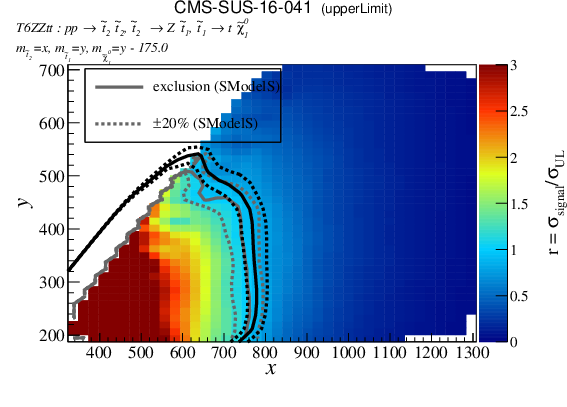 CMS-SUS-16-041 (upperLimit)
T6ZZtt : pp → t̃₂ t̃₂, t̃₂ → Z t̃₁, t̃₁ → t χ̃₁⁰
m_t̃₂=x, m_t̃₁=y, m_χ̃₁⁰=y - 175.0
exclusion (SModelS)
±20% (SModelS)
700
600
500
400
300
200
y
400 500 600 700 800 900 1000 1100 1200 1300
x
3
2.5
2
1.5
1
0.5
0
r = σ_signal/σ_UL